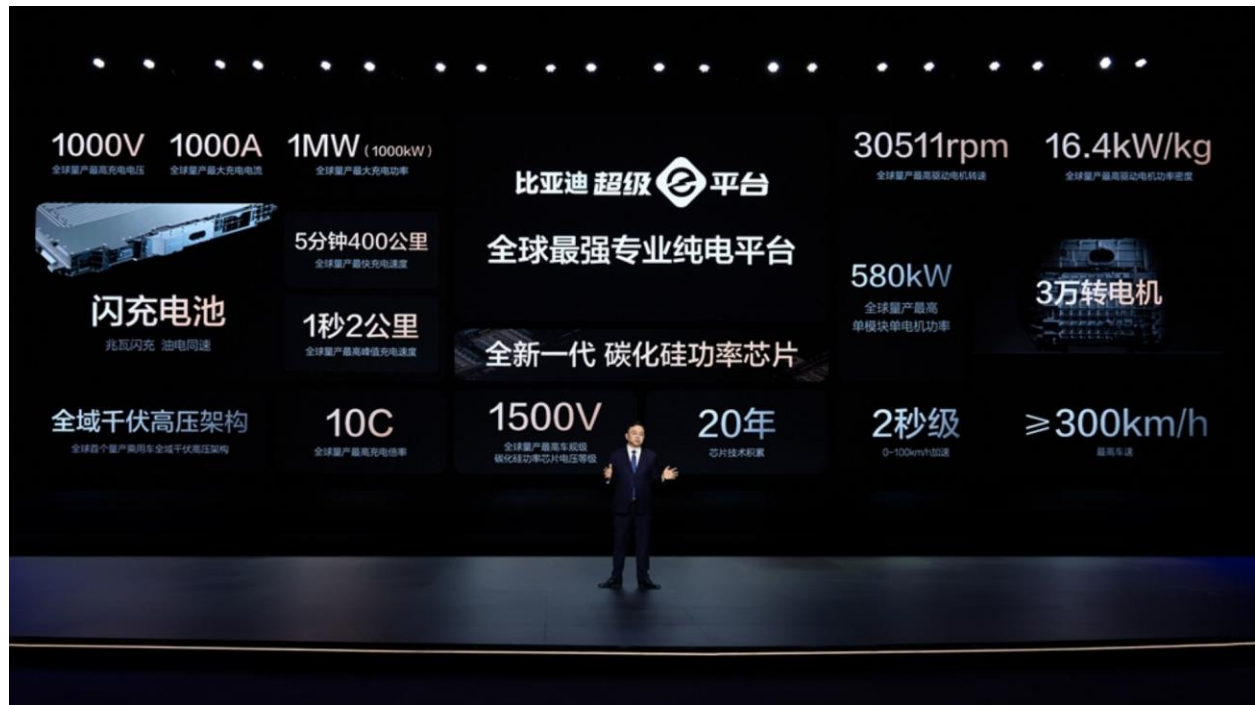 1000V
全球量产最高充电电压
1000A
全球量产最大充电电流
1MW（1000kW）
全球量产最大充电功率
闪充电池
兆瓦闪充 油电同速
5分钟400公里
全球量产最快充电速度
1秒2公里
全球量产最高峰值充电速度
全域千伏高压架构
全球首个量产乘用车全域千伏高压架构
10C
全球量产最高充电倍率
比亚迪 超级e平台
全球最强专业纯电平台
全新一代 碳化硅功率芯片
1500V
全球量产最高车规级
碳化硅功率芯片电压等级
20年
芯片技术积累
30511rpm
全球量产最高驱动电机转速
16.4kW/kg
全球量产最高驱动电机功率密度
580kW
全球量产最高
单模块单电机功率
3万转电机
2秒级
0-100km/h加速
≥300km/h
最高车速